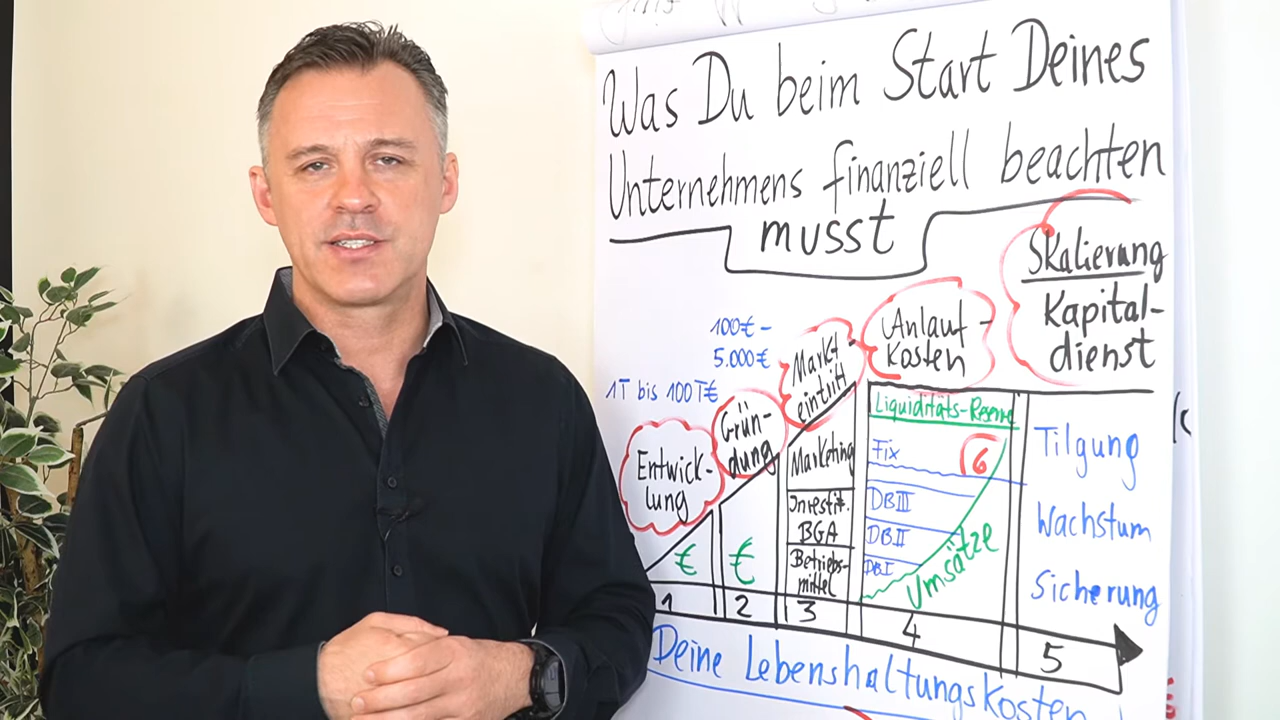 Was Du beim Start Deines
Unternehmens finanziell beachten
musst
Skalierung
Kapital-
dienst
Anlauf-
Kosten
100€-
5.000€
Markt-
eintritt
1T bis 100T€
Grün-
dung
Entwick-
lung
Liquiditäts-Reserve
Fix
6
DBIII
DBII
DBI
Umsätze
Marketing
Investit.
BGA
Betriebs-
mittel
€
€
Tilgung
Wachstum
Sicherung
1
2
3
4
5
Deine Lebenshaltungskosten